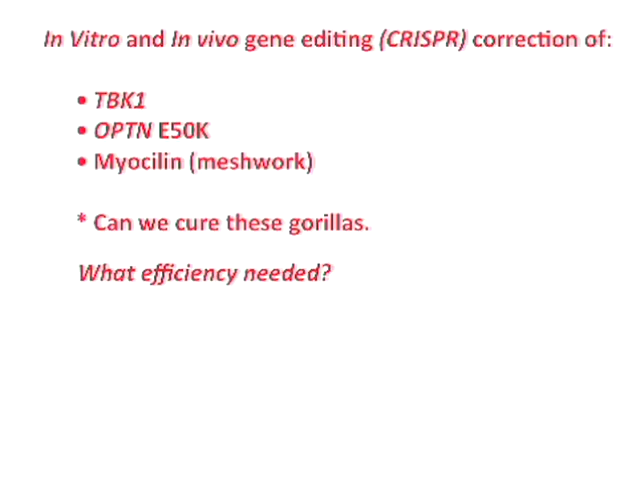 In Vitro and In vivo gene editing (CRISPR) correction of:
• TBK1
• OPTN E50K
• Myocilin (meshwork)
* Can we cure these gorillas.
What efficiency needed?